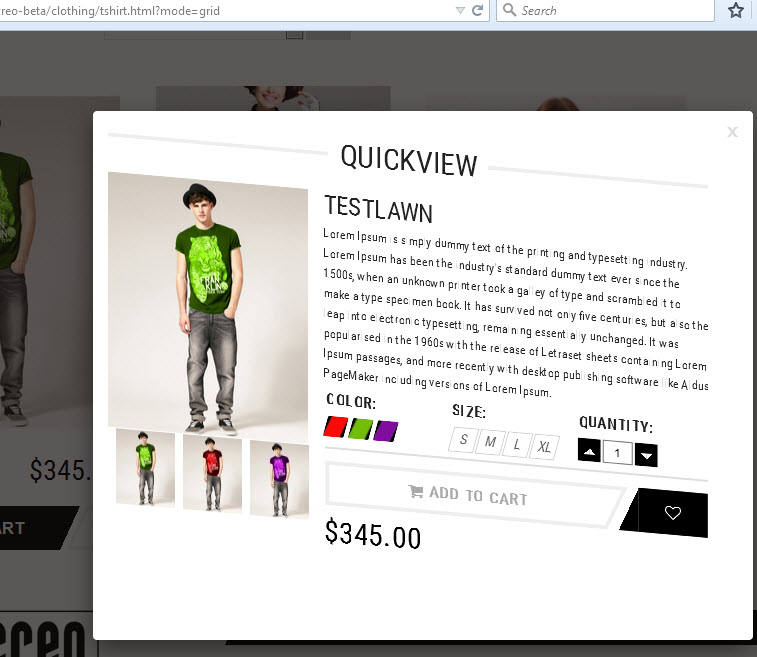 reo-beta/clothing/tshirt.html?mode=grid
Search
x
QUICKVIEW
TESTLAWN
Lorem Ipsum is simply dummy text of the printing and typesetting industry.
Lorem Ipsum has been the industry's standard dummy text ever since the
1500s, when an unknown printer took a galley of type and scrambled it to
make a type specimen book. It has survived not only five centuries, but also the
leap into electronic typesetting, remaining essentially unchanged. It was
popularised in the 1960s with the release of Letraset sheets containing Lorem
Ipsum passages, and more recently with desktop publishing software like Aldus
PageMaker including versions of Lorem Ipsum.
COLOR:
SIZE:
QUANTITY:
S M L XL
1
ADD TO CART
$345.00
$345.
ART
FRAN
KLIN
ereo